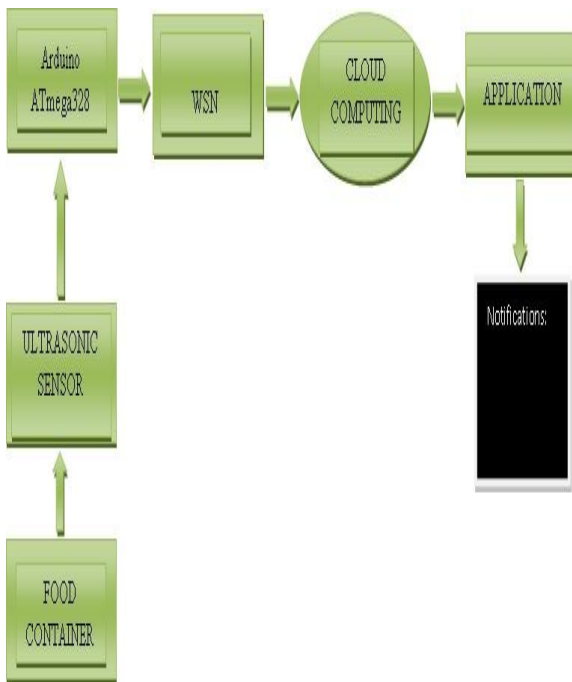 Arduino
ATmega328
WSN
CLOUD
COMPUTING
APPLICATION
Notifications:
ULTRASONIC
SENSOR
FOOD
CONTAINER